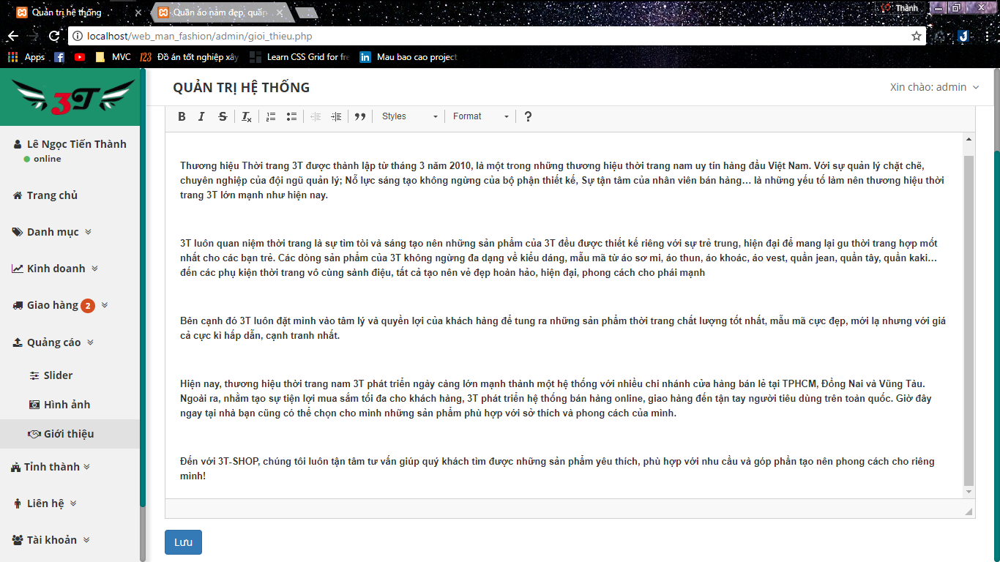 Quản trị hệ thống
Quần áo nam đẹp, quần
Thành
localhost/web_man_fashion/admin/gioi_thieu.php
Apps
MVC
123
Đồ án tốt nghiệp xây
Learn CSS Grid for fre
in
Mau bao cao project
3T
QUẢN TRỊ HỆ THỐNG
Xin chào: admin
Lê Ngọc Tiến Thành
online
Trang chủ
Danh mục
Kinh doanh
Giao hàng 2
Quảng cáo
Slider
Hình ảnh
Giới thiệu
Tỉnh thành
Liên hệ
Tài khoản
B I S Tx Styles Format ?
Thương hiệu Thời trang 3T được thành lập từ tháng 3 năm 2010, là một trong những thương hiệu thời trang nam uy tín hàng đầu Việt Nam. Với sự quản lý chặt chẽ,
chuyên nghiệp của đội ngũ quản lý; Nỗ lực sáng tạo không ngừng của bộ phận thiết kế, Sự tận tâm của nhân viên bán hàng… là những yếu tố làm nên thương hiệu thời
trang 3T lớn mạnh như hiện nay.
3T luôn quan niệm thời trang là sự tìm tòi và sáng tạo nên những sản phẩm của 3T đều được thiết kế riêng với sự trẻ trung, hiện đại để mang lại gu thời trang hợp mốt
nhất cho các bạn trẻ. Các dòng sản phẩm của 3T không ngừng đa dạng về kiểu dáng, mẫu mã từ áo sơ mi, áo thun, áo khoác, áo vest, quần jean, quần tây, quần kaki…
đến các phụ kiện thời trang vô cùng sành điệu, tất cả tạo nên vẻ đẹp hoàn hảo, hiện đại, phong cách cho phái mạnh
Bên cạnh đó 3T luôn đặt mình vào tâm lý và quyền lợi của khách hàng để tung ra những sản phẩm thời trang chất lượng tốt nhất, mẫu mã cực đẹp, mới lạ nhưng với giá
cả cực kì hấp dẫn, cạnh tranh nhất.
Hiện nay, thương hiệu thời trang nam 3T phát triển ngày càng lớn mạnh thành một hệ thống với nhiều chi nhánh cửa hàng bán lẻ tại TPHCM, Đồng Nai và Vũng Tàu.
Ngoài ra, nhằm tạo sự tiện lợi mua sắm tối đa cho khách hàng, 3T phát triển hệ thống bán hàng online, giao hàng đến tận tay người tiêu dùng trên toàn quốc. Giờ đây
ngay tại nhà bạn cũng có thể chọn cho mình những sản phẩm phù hợp với sở thích và phong cách của mình.
Đến với 3T-SHOP, chúng tôi luôn tận tâm tư vấn giúp quý khách tìm được những sản phẩm yêu thích, phù hợp với nhu cầu và góp phần tạo nên phong cách cho riêng
mình!
Lưu